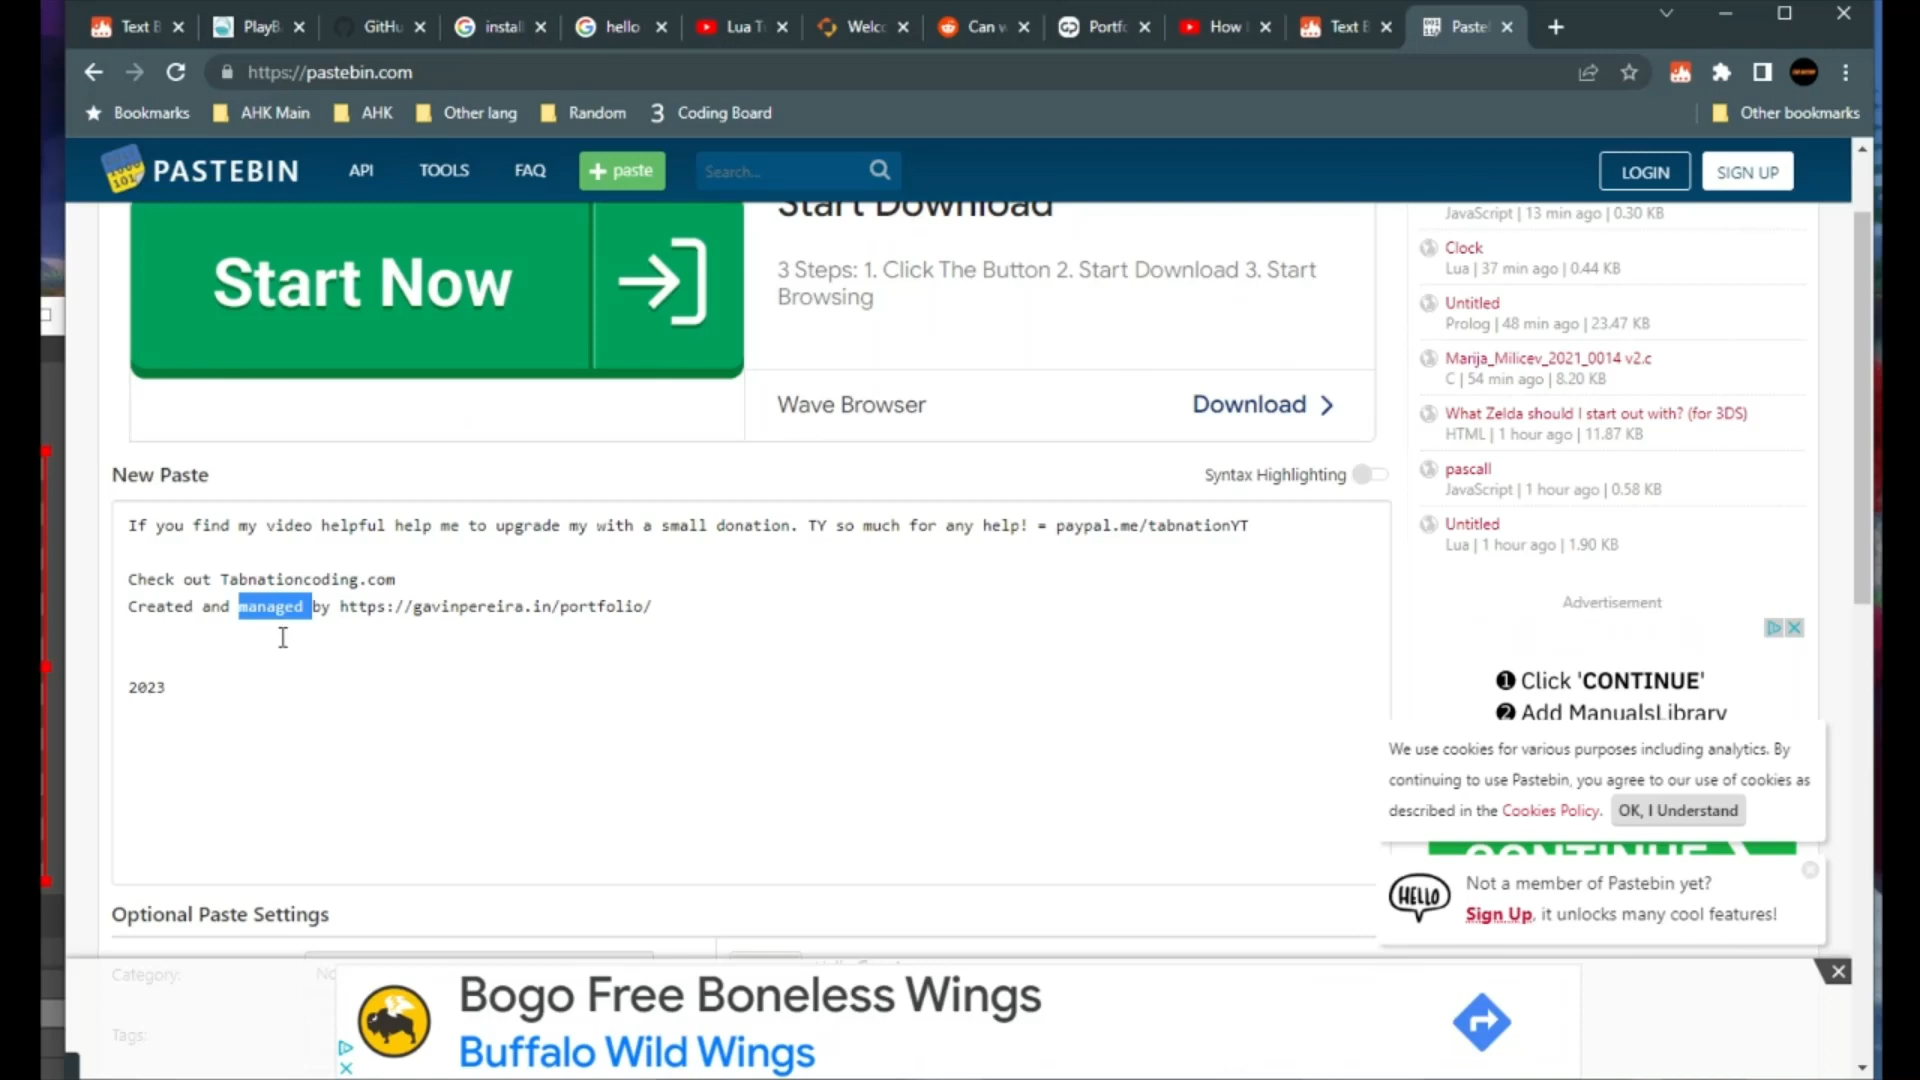 Text B
PlayB
GitHu
install
hello
Lua T
Welc
Can w
Portfo
How
Text B
Paste
https://pastebin.com
Bookmarks
AHK Main
AHK
Other lang
Random
3 Coding Board
Other bookmarks
PASTEBIN
API
TOOLS
FAQ
+ paste
Search...
LOGIN
SIGN UP
Start Now
Start Download
3 Steps: 1. Click The Button 2. Start Download 3. Start
Browsing
Wave Browser
Download
JavaScript | 13 min ago | 0.30 KB
Clock
Lua | 37 min ago | 0.44 KB
Untitled
Prolog | 48 min ago | 23.47 KB
Marija_Milicev_2021_0014 v2.c
C | 54 min ago | 8.20 KB
What Zelda should I start out with? (for 3DS)
HTML | 1 hour ago | 11.87 KB
pascall
JavaScript | 1 hour ago | 0.58 KB
Untitled
Lua | 1 hour ago | 1.90 KB
New Paste
Syntax Highlighting
If you find my video helpful help me to upgrade my with a small donation. TY so much for any help! = paypal.me/tabnationYT
Check out Tabnationcoding.com
Created and managed by https://gavinpereira.in/portfolio/
2023
Advertisement
❶ Click 'CONTINUE'
❷ Add ManualsLibrary
We use cookies for various purposes including analytics. By
continuing to use Pastebin, you agree to our use of cookies as
described in the Cookies Policy. OK, I Understand
CONTINUE
HELLO
Not a member of Pastebin yet?
Sign Up, it unlocks many cool features!
Optional Paste Settings
Category:
Tags:
Bogo Free Boneless Wings
Buffalo Wild Wings